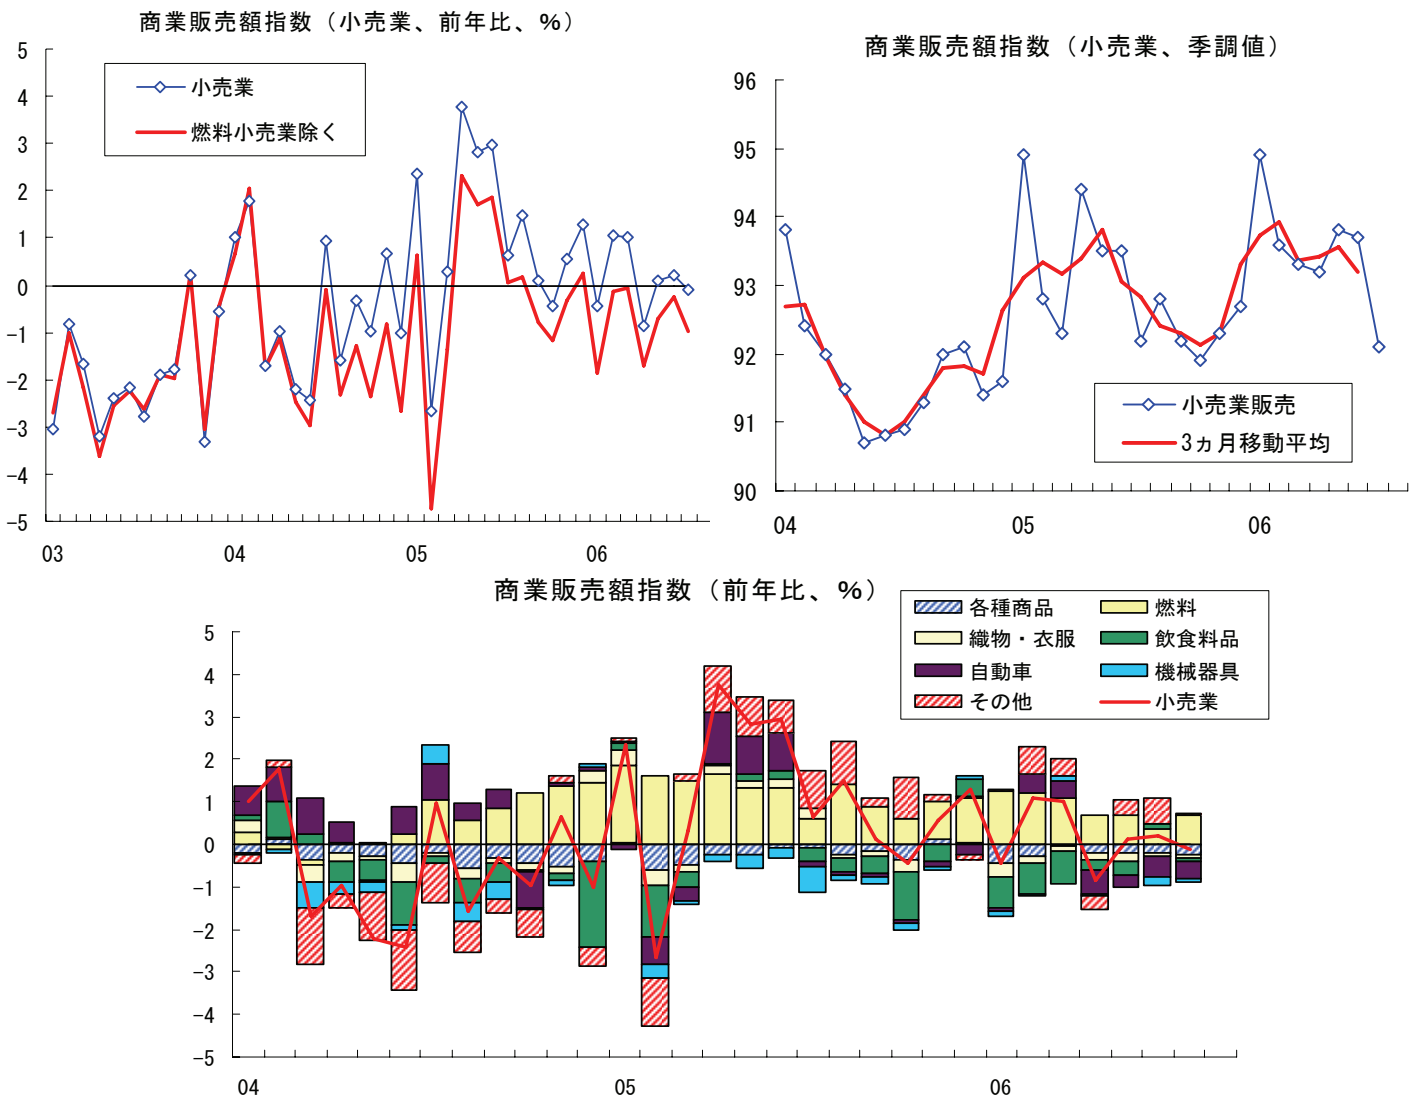 商業販売額指数（小売業、前年比、%）
5
4
3
2
1
0
-1
-2
-3
-4
-5
小売業
燃料小売業除く
03 04 05 06
商業販売額指数（小売業、季調値）
96
95
94
93
92
91
90
小売業販売
3ヵ月移動平均
04 05 06
商業販売額指数（前年比、%）
各種商品 燃料
織物・衣服 飲食料品
自動車 機械器具
その他 小売業
5
4
3
2
1
0
-1
-2
-3
-4
-5
04 05 06